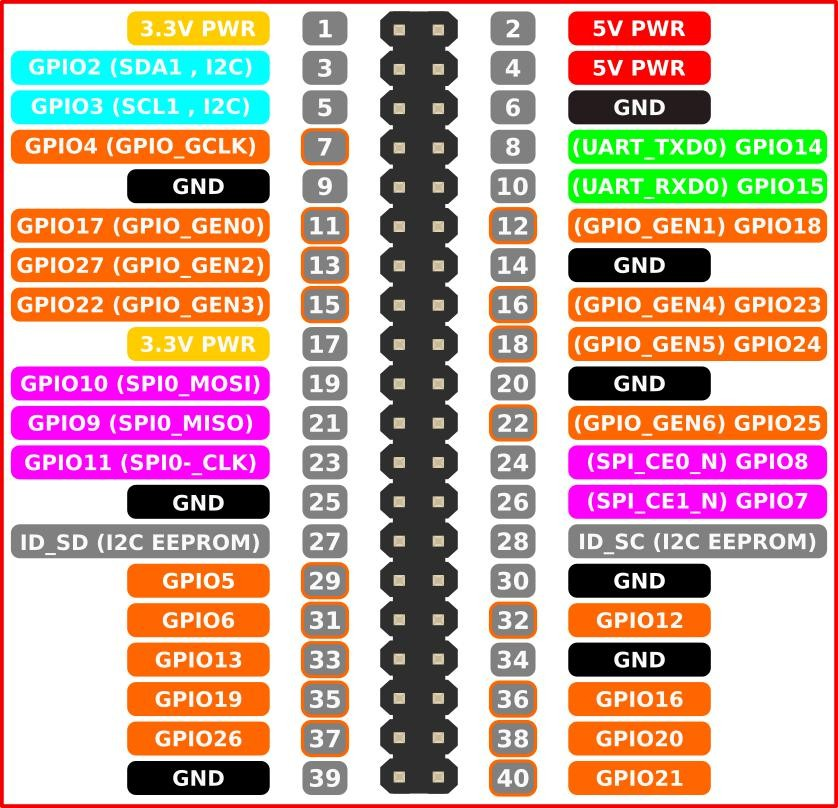 3.3V PWR 1 2 5V PWR
GPIO2 (SDA1 , I2C) 3 4 5V PWR
GPIO3 (SCL1 , I2C) 5 6 GND
GPIO4 (GPIO_GCLK) 7 8 (UART_TXD0) GPIO14
GND 9 10 (UART_RXD0) GPIO15
GPIO17 (GPIO_GEN0) 11 12 (GPIO_GEN1) GPIO18
GPIO27 (GPIO_GEN2) 13 14 GND
GPIO22 (GPIO_GEN3) 15 16 (GPIO_GEN4) GPIO23
3.3V PWR 17 18 (GPIO_GEN5) GPIO24
GPIO10 (SPI0_MOSI) 19 20 GND
GPIO9 (SPI0_MISO) 21 22 (GPIO_GEN6) GPIO25
GPIO11 (SPI0-_CLK) 23 24 (SPI_CE0_N) GPIO8
GND 25 26 (SPI_CE1_N) GPIO7
ID_SD (I2C EEPROM) 27 28 ID_SC (I2C EEPROM)
GPIO5 29 30 GND
GPIO6 31 32 GPIO12
GPIO13 33 34 GND
GPIO19 35 36 GPIO16
GPIO26 37 38 GPIO20
GND 39 40 GPIO21